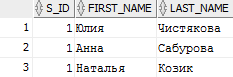 S_ID FIRST_NAME LAST_NAME
1 1 Юлия Чистякова
2 1 Анна Сабурова
3 1 Наталья Козик